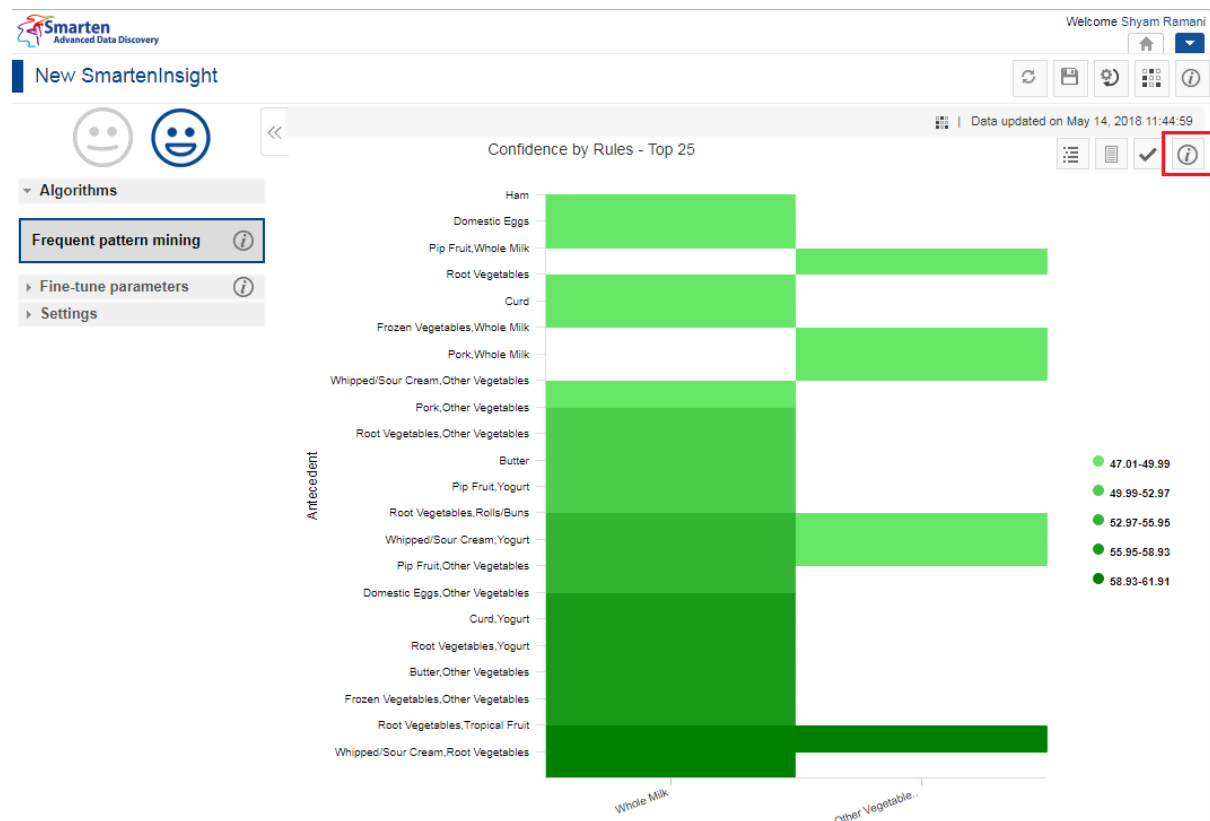 Smarten
Advanced Data Discovery
Welcome Shyam Ramani
New SmartenInsight
Data updated on May 14, 2018 11:44:59
Algorithms
Frequent pattern mining
Fine-tune parameters
Settings
Confidence by Rules - Top 25
Antecedent
Ham
Domestic Eggs
Pip Fruit,Whole Milk
Root Vegetables
Curd
Frozen Vegetables,Whole Milk
Pork,Whole Milk
Whipped/Sour Cream,Other Vegetables
Pork,Other Vegetables
Root Vegetables,Other Vegetables
Butter
Pip Fruit,Yogurt
Root Vegetables,Rolls/Buns
Whipped/Sour Cream,Yogurt
Pip Fruit,Other Vegetables
Domestic Eggs,Other Vegetables
Curd,Yogurt
Root Vegetables,Yogurt
Butter,Other Vegetables
Frozen Vegetables,Other Vegetables
Root Vegetables,Tropical Fruit
Whipped/Sour Cream,Root Vegetables
Whole Milk
Other Vegetable..
47.01-49.99
49.99-52.97
52.97-55.95
55.95-58.93
58.93-61.91